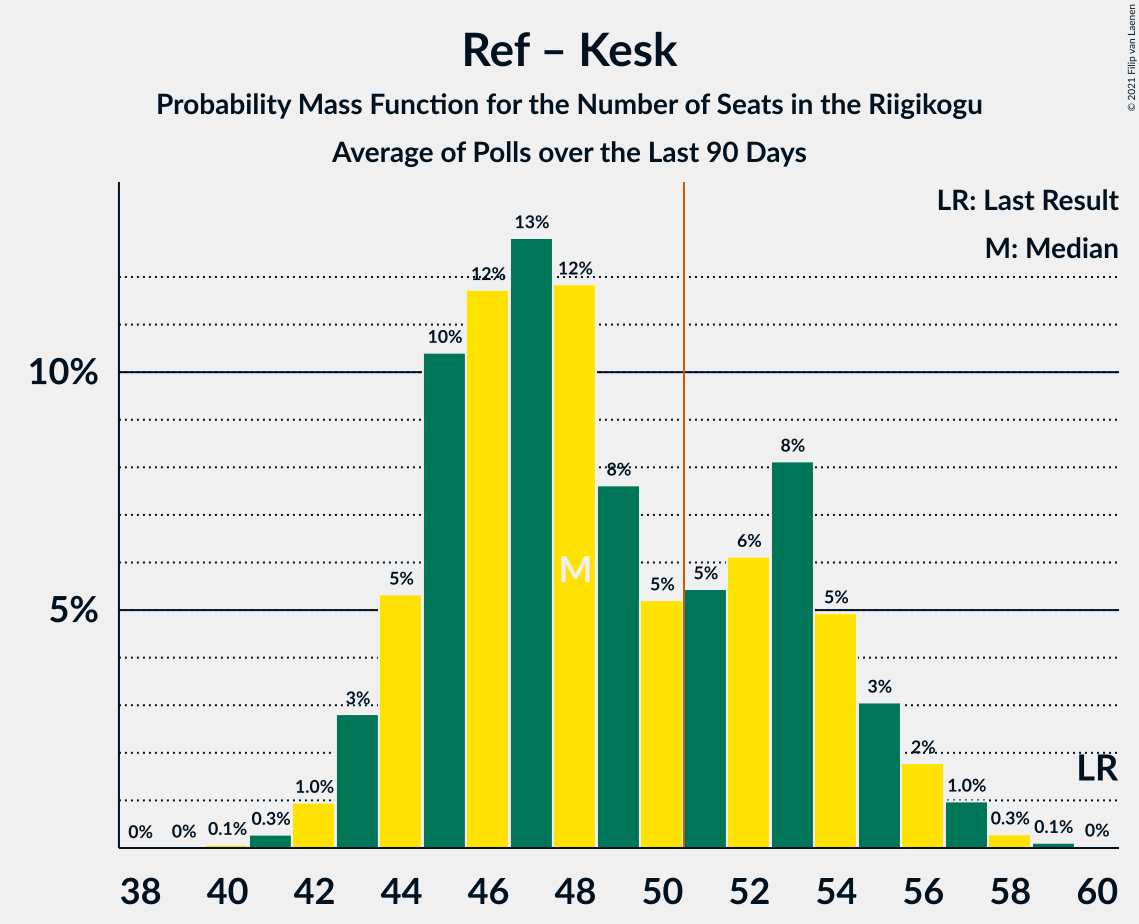 Ref – Kesk
Probability Mass Function for the Number of Seats in the Riigikogu
Average of Polls over the Last 90 Days
© 2021 Filip van Laenen
LR: Last Result
M: Median
13%
12%
12%
10%
10%
8%
8%
6%
5%
5%
5%
5%
5%
M
3%
3%
2%
LR
1.0%
1.0%
0%
0%
0.1%
0.3%
0.3%
0.1%
0%
38 40 42 44 46 48 50 52 54 56 58 60